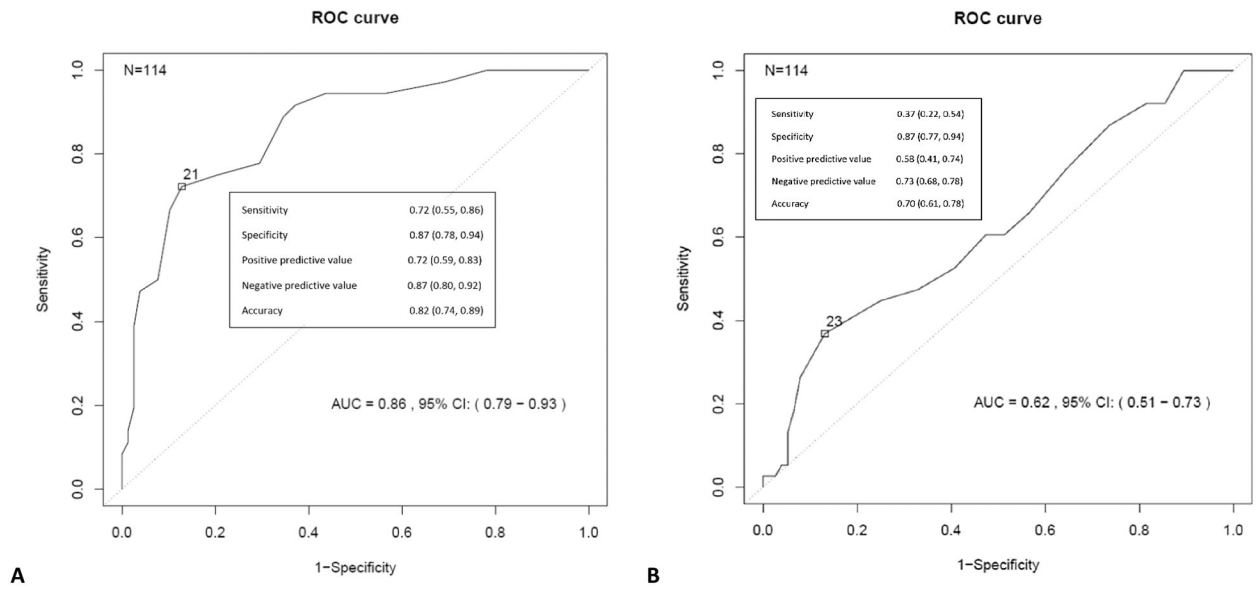 ROC curve
N=114
21
Sensitivity 0.72 (0.55, 0.86)
Specificity 0.87 (0.78, 0.94)
Positive predictive value 0.72 (0.59, 0.83)
Negative predictive value 0.87 (0.80, 0.92)
Accuracy 0.82 (0.74, 0.89)
AUC = 0.86 , 95% CI: ( 0.79 − 0.93 )
Sensitivity
1.0
0.8
0.6
0.4
0.2
0.0
0.0 0.2 0.4 0.6 0.8 1.0
1−Specificity
A
ROC curve
N=114
Sensitivity 0.37 (0.22, 0.54)
Specificity 0.87 (0.77, 0.94)
Positive predictive value 0.58 (0.41, 0.74)
Negative predictive value 0.73 (0.68, 0.78)
Accuracy 0.70 (0.61, 0.78)
23
AUC = 0.62 , 95% CI: ( 0.51 − 0.73 )
Sensitivity
1.0
0.8
0.6
0.4
0.2
0.0
0.0 0.2 0.4 0.6 0.8 1.0
1−Specificity
B